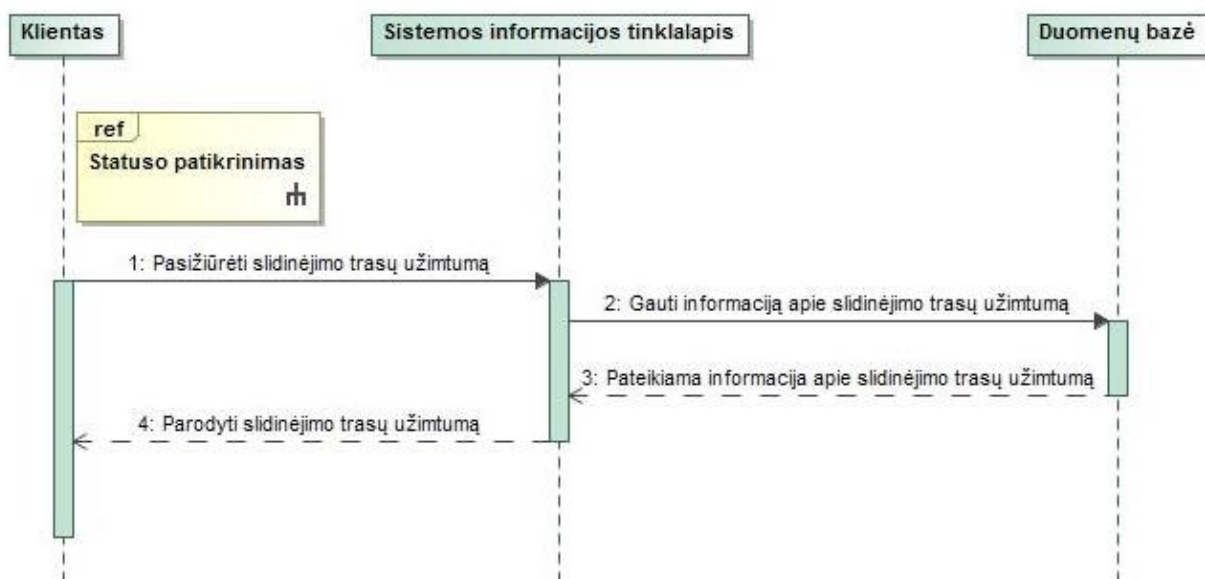 Klientas
Sistemos informacijos tinklalapis
Duomenų bazė
ref
Statuso patikrinimas
1: Pasižiūrėti slidinėjimo trasų užimtumą
2: Gauti informaciją apie slidinėjimo trasų užimtumą
3: Pateikiama informacija apie slidinėjimo trasų užimtumą
4: Parodyti slidinėjimo trasų užimtumą